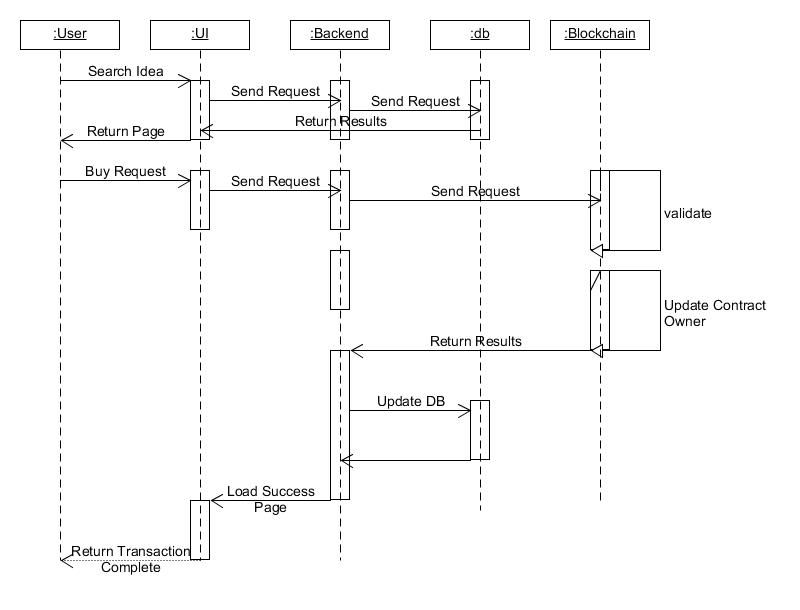 :User
:UI
:Backend
:db
:Blockchain
Search Idea
Send Request
Send Request
Return Results
Return Page
Buy Request
Send Request
Send Request
validate
Update Contract
Owner
Return Results
Update DB
Load Success
Page
Return Transaction
Complete